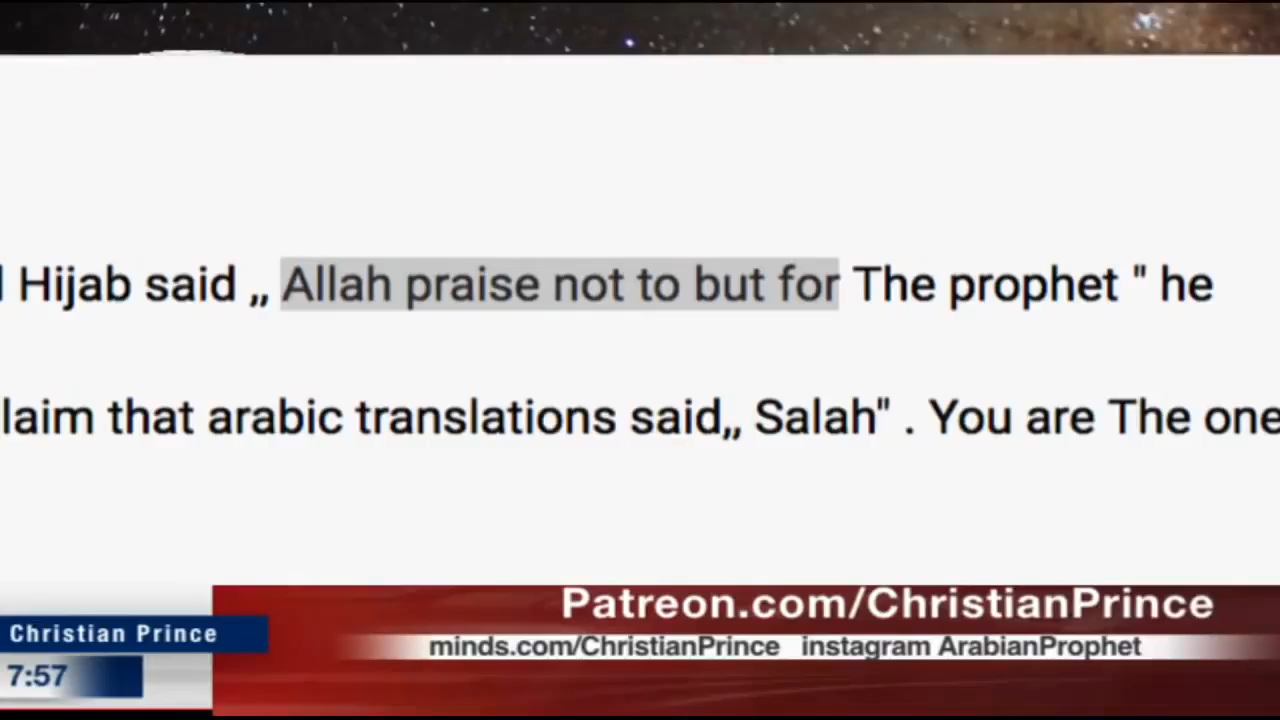 Hijab said „ Allah praise not to but for The prophet " he
laim that arabic translations said„ Salah" . You are The one
Patreon.com/ChristianPrince
Christian Prince
minds.com/ChristianPrince instagram ArabianProphet
7:57